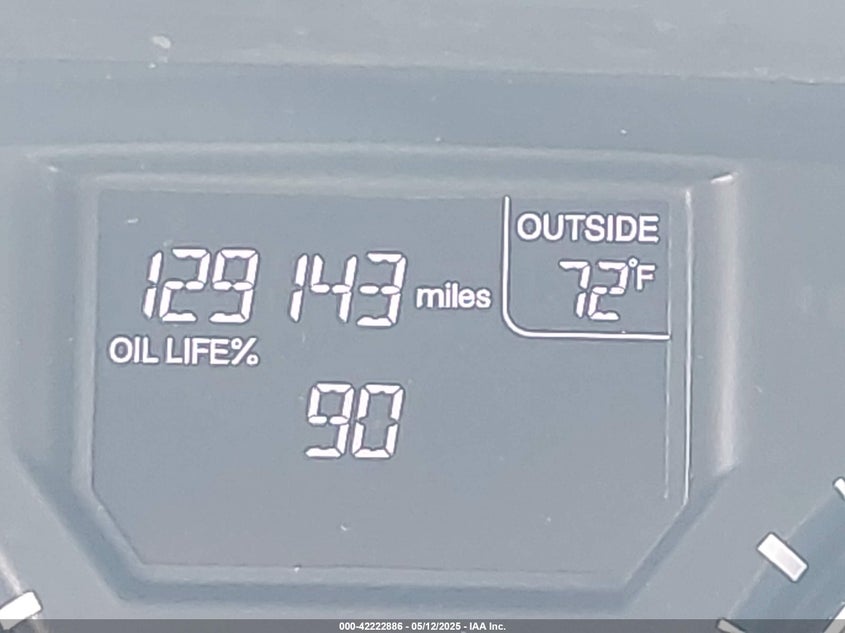 129 143 miles
OUTSIDE
72°F
OIL LIFE%
90
000-42222886 - 05/12/2025 - IAA Inc.